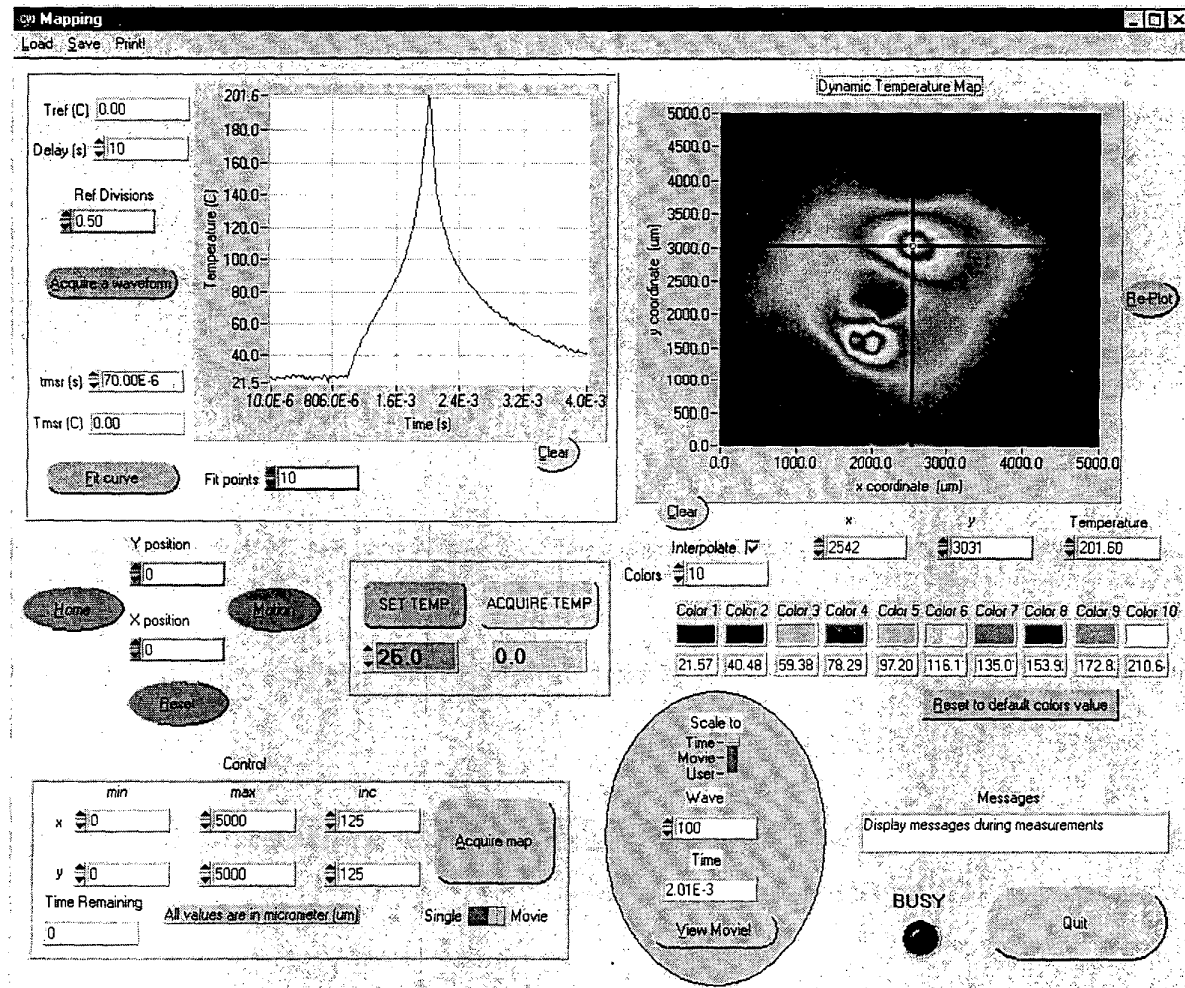 CVI Mapping
Load Save Print!
Tref (C) 0.00
Delay (s) 10
Ref Divisions
0.50
Acquire a waveform
tmsr (s) 70.00E-6
Tmsr (C) 0.00
Fit curve
Fit points 10
Temperature (C)
201.6
180.0
160.0
140.0
120.0
100.0
80.0
60.0
40.0
21.5
10.0E-6 806.0E-6 1.6E-3 2.4E-3 3.2E-3 4.0E-3
Time (s)
Clear
Dynamic Temperature Map
y coordinate (um)
5000.0
4500.0
4000.0
3500.0
3000.0
2500.0
2000.0
1500.0
1000.0
500.0
0.0
0.0 1000.0 2000.0 3000.0 4000.0 5000.0
x coordinate (um)
Re-Plot
Clear
x y Temperature
Interpolate 2542 3031 201.60
Colors 10
Color 1 Color 2 Color 3 Color 4 Color 5 Color 6 Color 7 Color 8 Color 9 Color 10
21.57 40.48 59.38 78.29 97.20 116.1 135.0 153.9 172.8 210.6
Reset to default colors value
Y position
0
Home
Motion
X position
0
Reset
SET TEMP ACQUIRE TEMP
26.0 0.0
Control
min max inc
x 0 5000 125
y 0 5000 125
Acquire map
Time Remaining
0
All values are in micrometer (um)
Single Movie
Scale to
Time
Movie
User
Wave
100
Time
2.01E-3
View Movie!
Messages
Display messages during measurements
BUSY
Quit